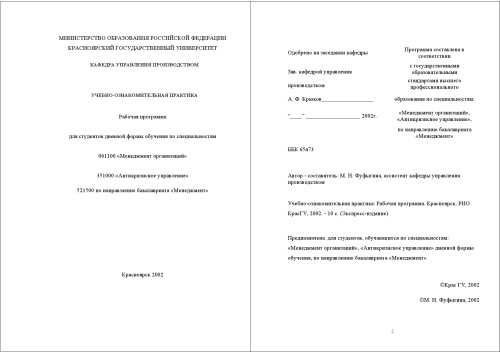 МИНИСТЕРСТВО ОБРАЗОВАНИЯ РОССИЙСКОЙ ФЕДЕРАЦИИ
КРАСНОЯРСКИЙ ГОСУДАРСТВЕННЫЙ УНИВЕРСИТЕТ
КАФЕДРА УПРАВЛЕНИЯ ПРОИЗВОДСТВОМ
УЧЕБНО-ОЗНАКОМИТЕЛЬНАЯ ПРАКТИКА
Рабочая программа
для студентов дневной формы обучения по специальностям
061100 «Менеджмент организаций»
351000 «Антикризисное управление»
521500 по направлению бакалавриата «Менеджмент»
Красноярск 2002
Одобрено на заседании кафедры
Зав. кафедрой управления
производством
А. Ф. Крюков__________________
"____" ____________________ 2002г.
Программа составлена в
соответствии
с государственными
образовательными
стандартами высшего
профессионального
образования по специальностям:
«Менеджмент организаций»,
«Антикризисное управление»,
по направлению бакалавриата
«Менеджмент»
ББК 65я73
Автор - составитель: М. Н. Фуфыгина, ассистент кафедры управления
производством
Учебно-ознакомительная практика: Рабочая программа. Красноярск: РИО
КрасГУ, 2002. - 10 с. (Экспресс-издание)
Предназначена для студентов, обучающихся по специальностям:
«Менеджмент организаций», «Антикризисное управление» дневной формы
обучения, по направлению бакалавриата «Менеджмент».
©Крас ГУ, 2002
©М. Н. Фуфыгина, 2002
2